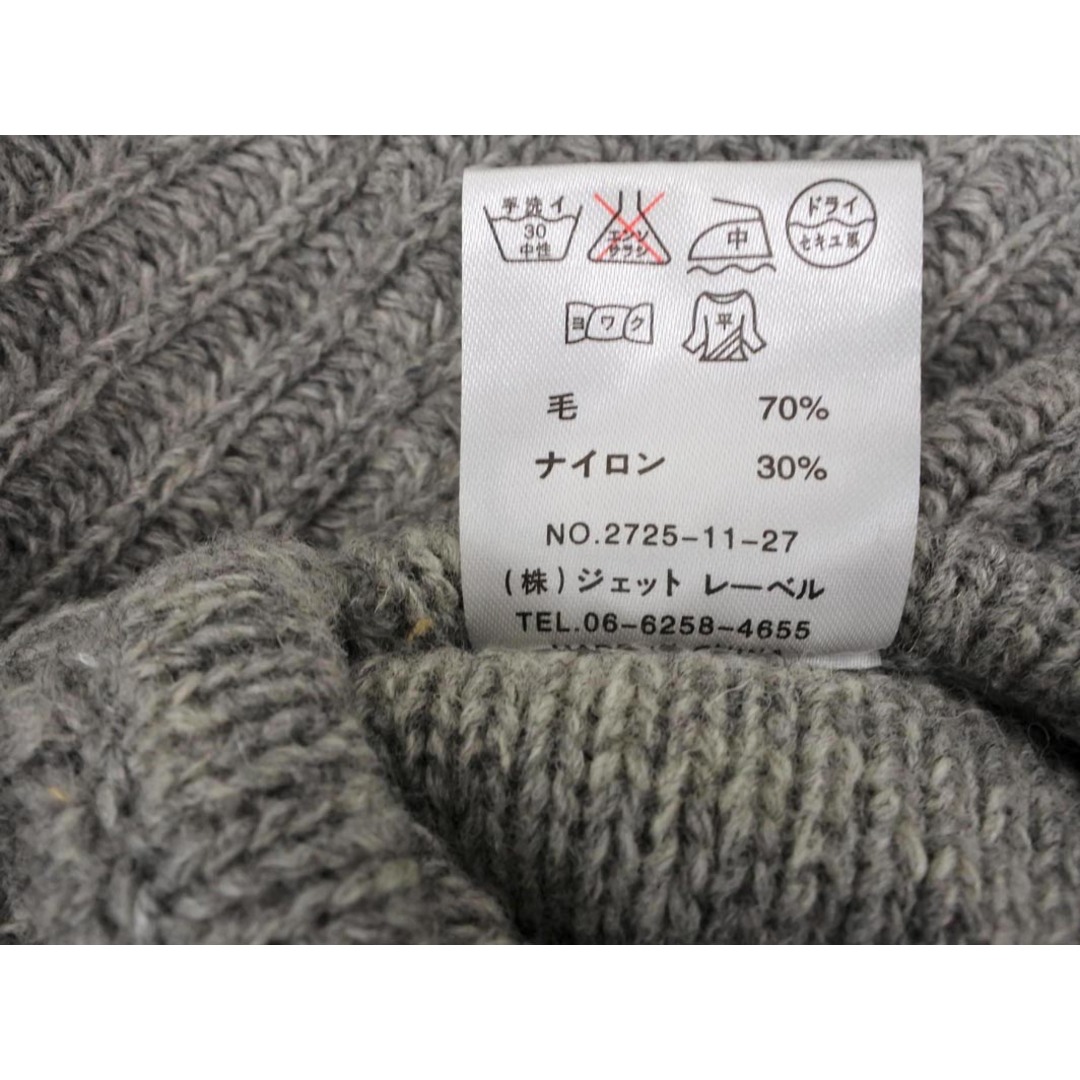 手洗イ
30
中性
エンソ
サラシ
中
ドライ
セキユ系
ヨワク
平
毛 70%
ナイロン 30%
NO.2725-11-27
(株)ジェット レーベル
TEL.06-6258-4655